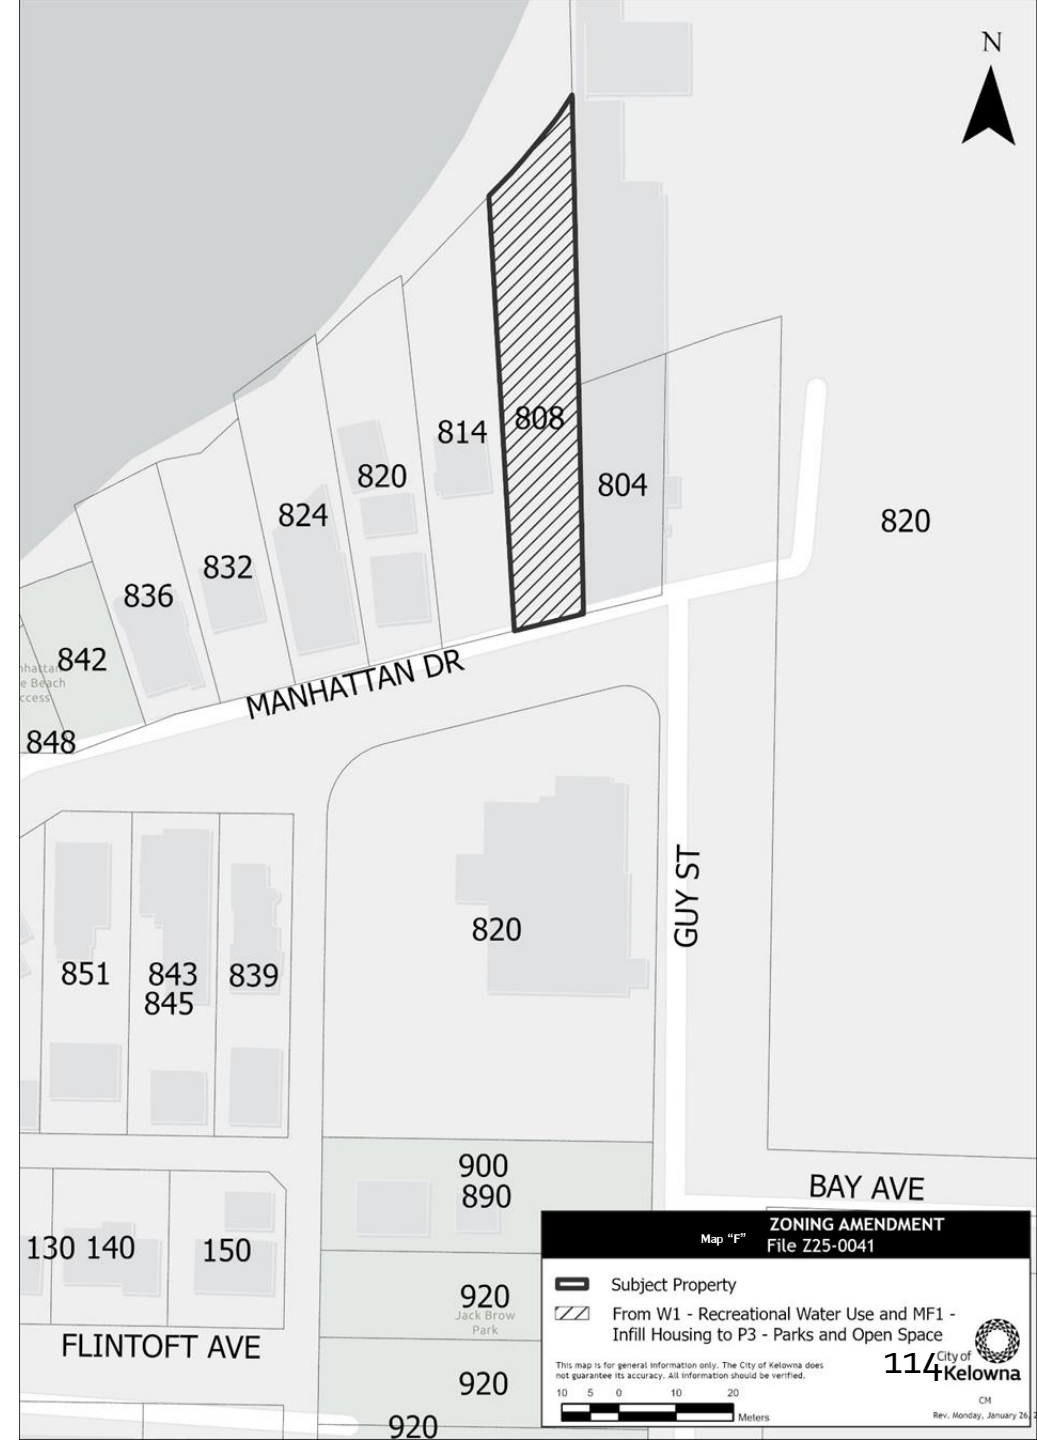 N
808
814
820
804
824
820
832
836
842
e Beach
848
MANHATTAN DR
GUY ST
820
851
843
845
839
900
890
BAY AVE
130 140
150
920
Jack Brow
Park
FLINTOFT AVE
920
920
ZONING AMENDMENT
Map “F”
File Z25-0041
Subject Property
From W1 - Recreational Water Use and MF1 -
Infill Housing to P3 - Parks and Open Space
This map is for general information only. The City of Kelowna does
not guarantee its accuracy. All information should be verified.
10 5 0 10 20
Meters
114
City of
Kelowna
CM
Rev. Monday, January 26,